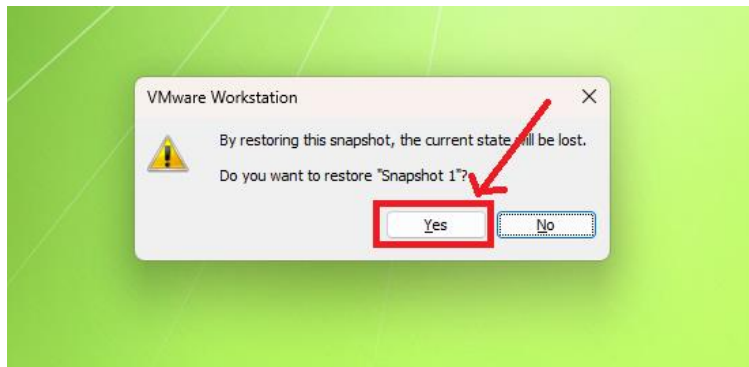 VMware Workstation
By restoring this snapshot, the current state will be lost.
Do you want to restore "Snapshot 1"?
Yes
No